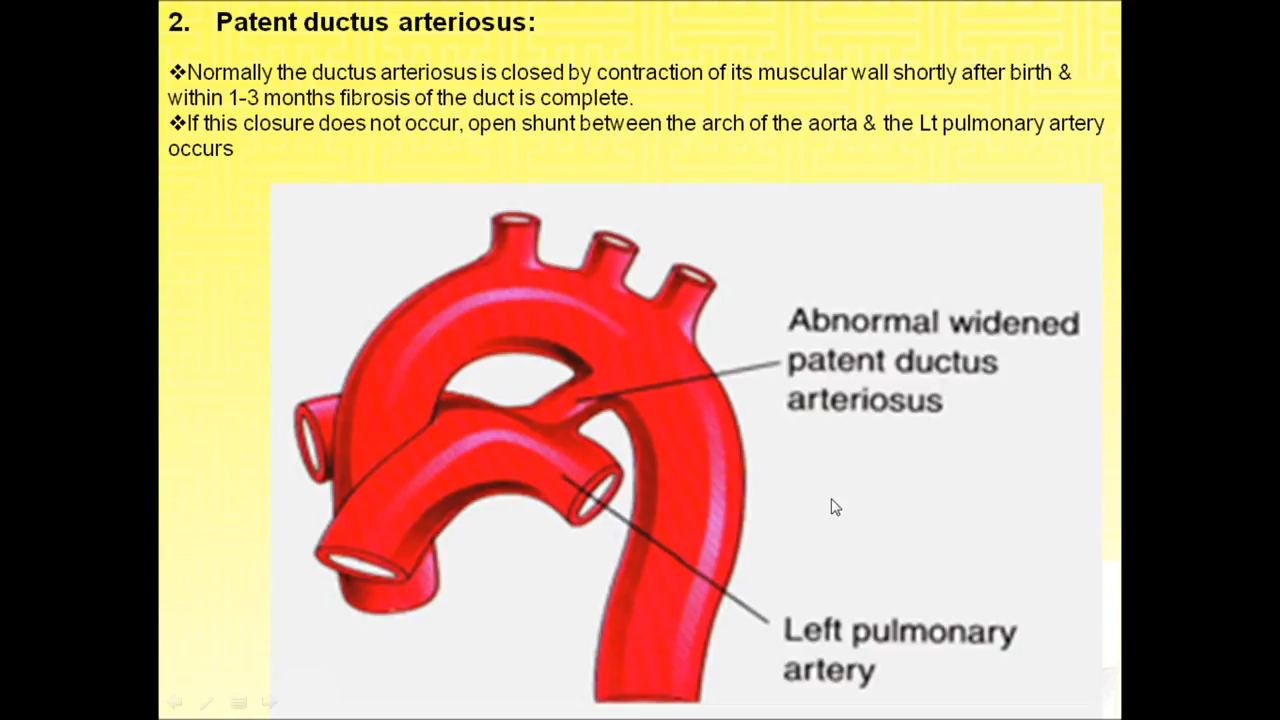 2. Patent ductus arteriosus:
❖Normally the ductus arteriosus is closed by contraction of its muscular wall shortly after birth &
within 1-3 months fibrosis of the duct is complete.
❖If this closure does not occur, open shunt between the arch of the aorta & the Lt pulmonary artery
occurs
Abnormal widened
patent ductus
arteriosus
Left pulmonary
artery